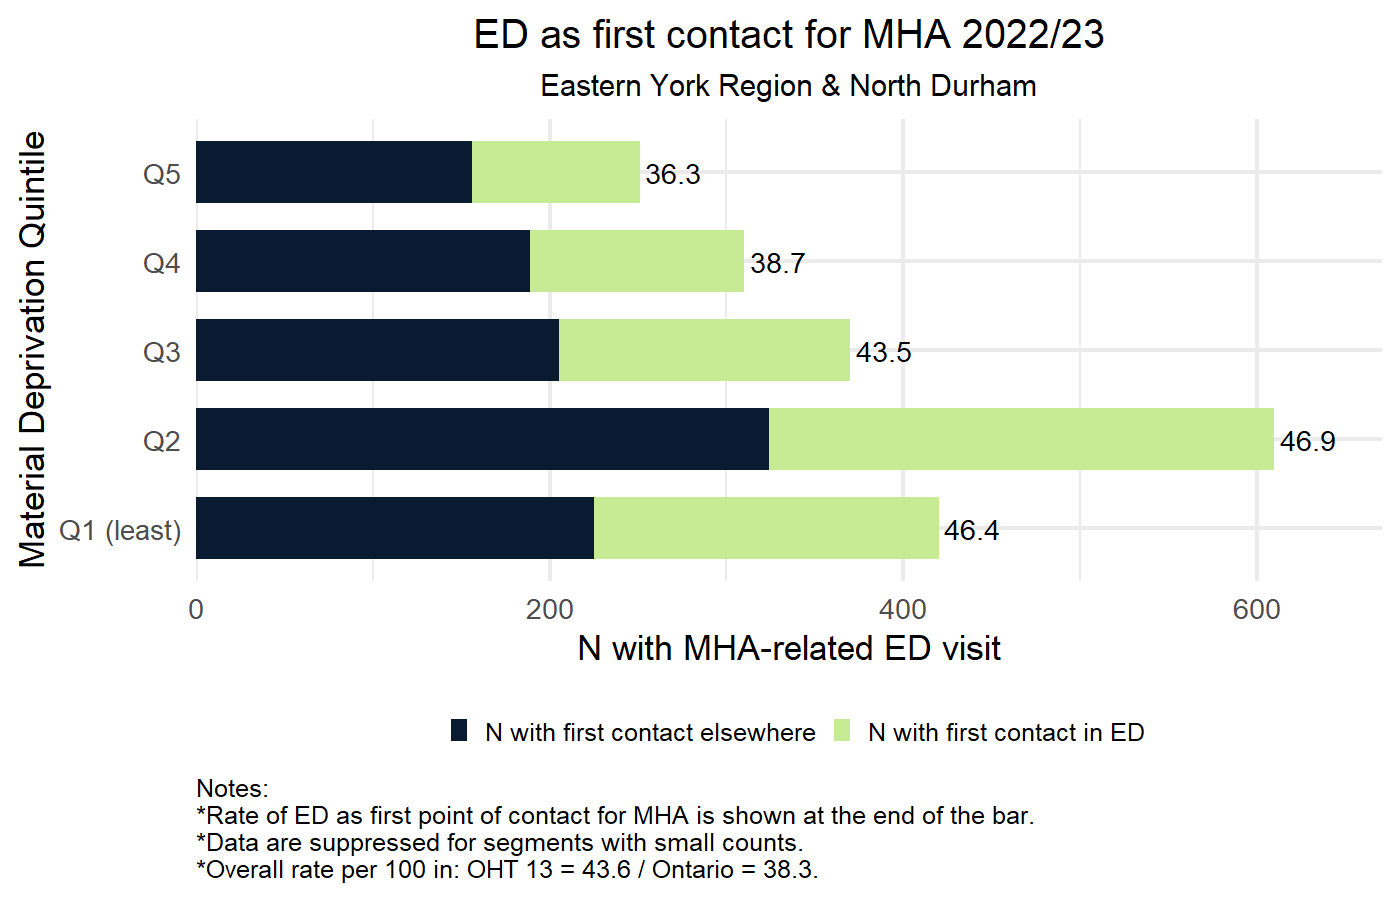 ED as first contact for MHA 2022/23
Eastern York Region & North Durham
Material Deprivation Quintile
Q5
36.3
Q4
38.7
Q3
43.5
Q2
46.9
Q1 (least)
46.4
0
200
400
600
N with MHA-related ED visit
N with first contact elsewhere
N with first contact in ED
Notes:
*Rate of ED as first point of contact for MHA is shown at the end of the bar.
*Data are suppressed for segments with small counts.
*Overall rate per 100 in: OHT 13 = 43.6 / Ontario = 38.3.